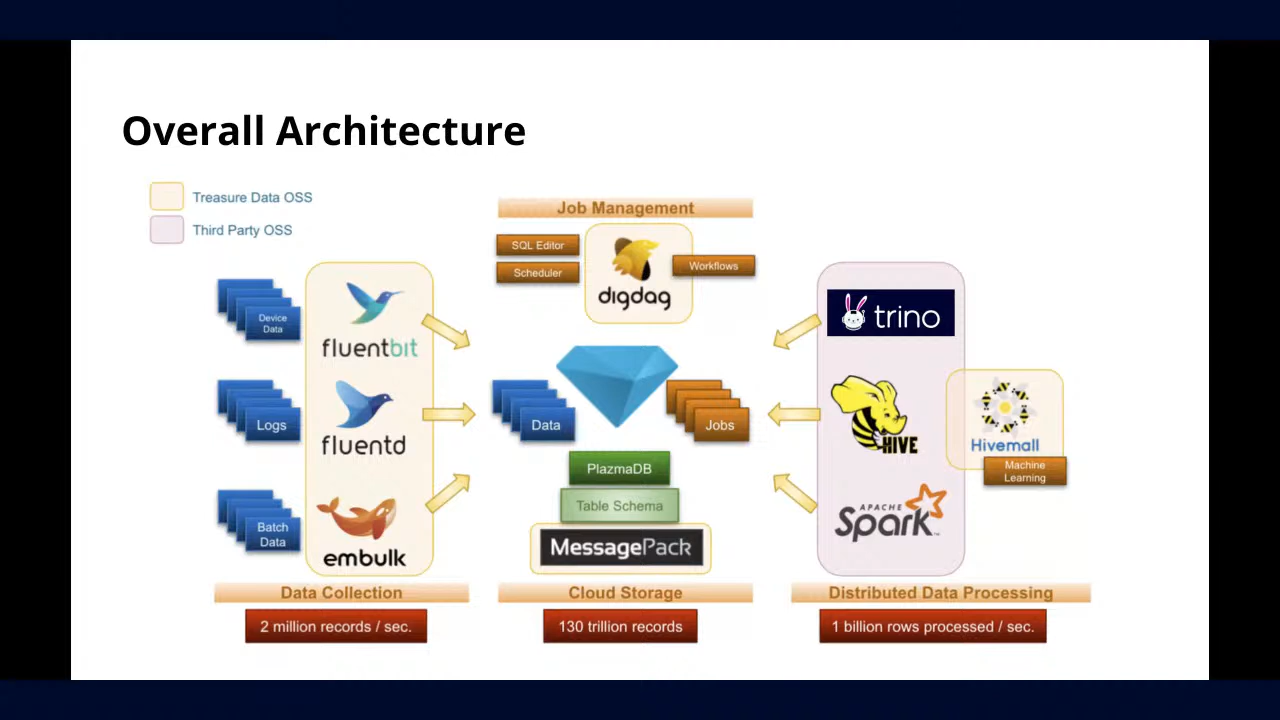 Overall Architecture
Treasure Data OSS
Third Party OSS
Job Management
SQL Editor
Scheduler
Workflows
digdag
Device
Data
fluentbit
Logs
fluentd
Batch
Data
embulk
Data
Jobs
PlazmaDB
Table Schema
MessagePack
trino
HIVE
Hivemall
Machine
Learning
APACHE
Spark
Data Collection
Cloud Storage
Distributed Data Processing
2 million records / sec.
130 trillion records
1 billion rows processed / sec.